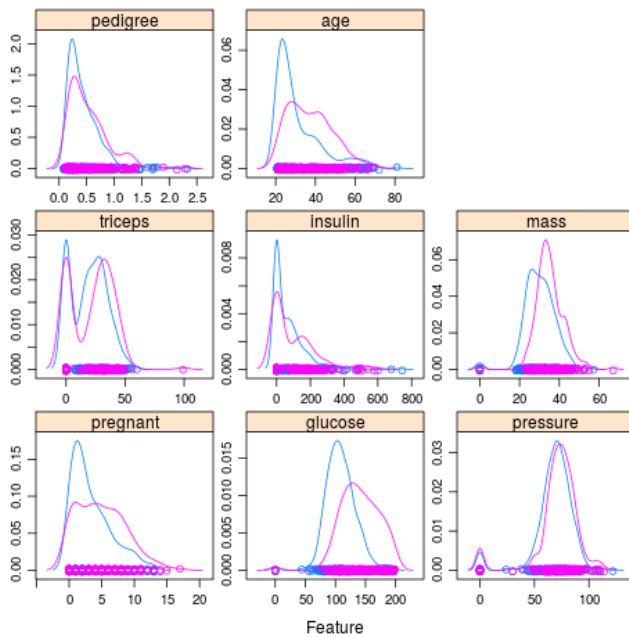 pedigree age
0.0 0.5 1.0 1.5 2.0
0.00 0.02 0.04 0.06
0.0 0.5 1.0 1.5 2.0 2.5
20 40 60 80
triceps insulin mass
0.000 0.010 0.020 0.030
0.000 0.004 0.008
0.00 0.02 0.04 0.06
0 50 100
0 200 400 600 800
0 20 40 60
pregnant glucose pressure
0.00 0.05 0.10 0.15
0.000 0.005 0.010 0.015
0.00 0.01 0.02 0.03
0 5 10 15 20
0 50 100 200
0 50 100
Feature